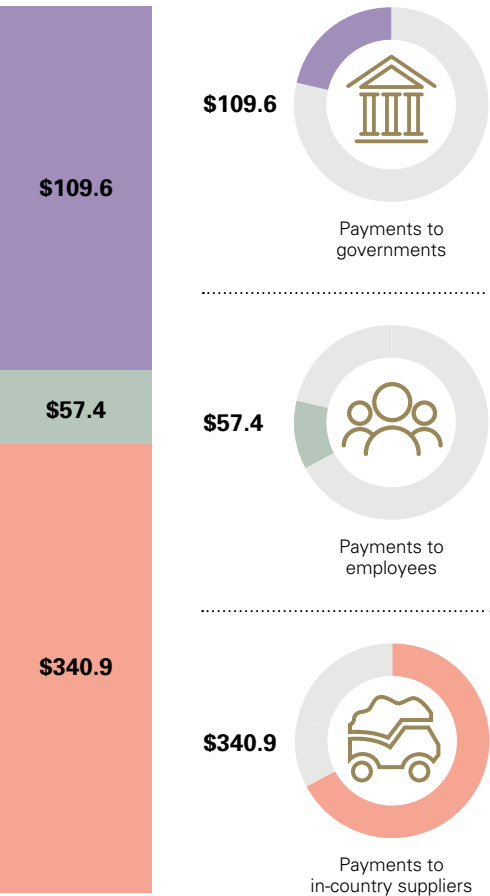 $109.6
$57.4
$340.9
$109.6
Payments to
governments
$57.4
Payments to
employees
$340.9
Payments to
in-country suppliers